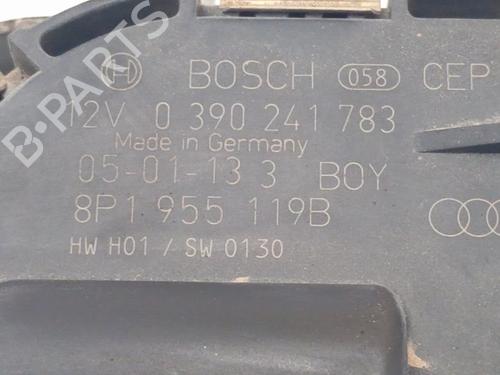 BOSCH 058 CEP
12V 0 390 241 783
Made in Germany
05-01-13 3 BOY
8P1 955 119B
HW H01 / SW 0130
B-PARTS